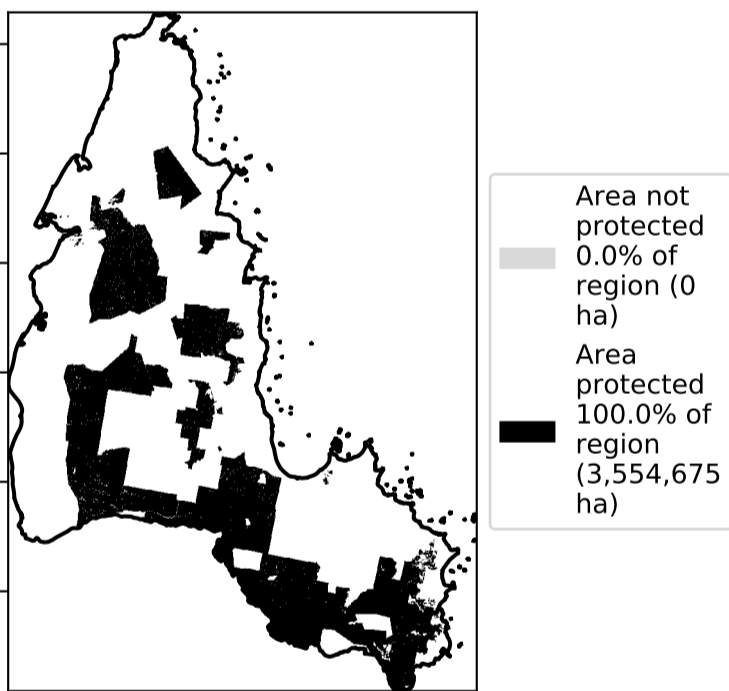 Area not
protected
0.0% of
region (0
ha)
Area
protected
100.0% of
region
(3,554,675
ha)